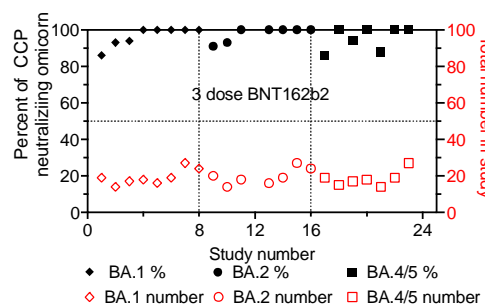 Percent of CCP
neutraliziing omicorn
100
80
60
40
20
0
3 dose BNT162b2
100
80
60
40
20
0
Total number in study
0
8
16
24
Study number
BA.1 % BA.2 % BA.4/5 %
BA.1 number BA.2 number BA.4/5 number